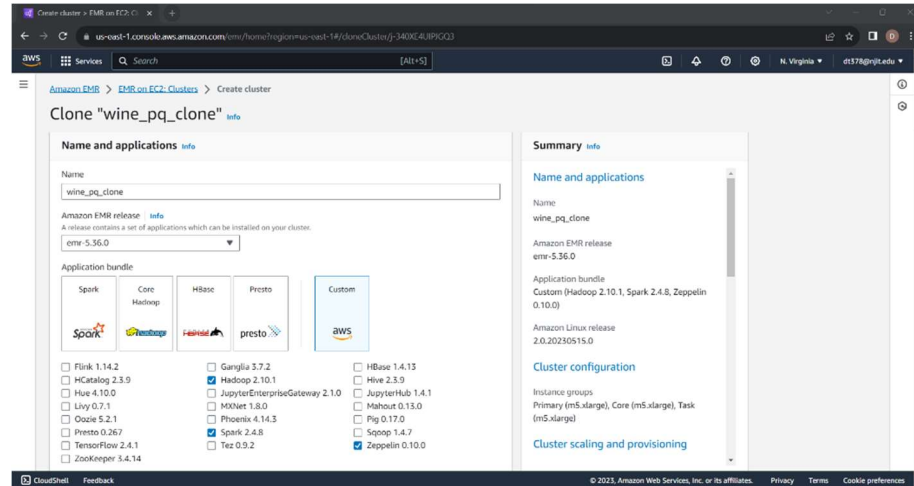 Create cluster > EMR on EC2: Cl
us-east-1.console.aws.amazon.com/emr/home?region=us-east-1#/cloneCluster/j-340XE4UIPJGQ3
aws
Services
Search
[Alt+S]
N. Virginia
dt378@njit.edu
Amazon EMR > EMR on EC2: Clusters > Create cluster
Clone "wine_pq_clone" Info
Name and applications Info
Name
wine_pq_clone
Amazon EMR release Info
A release contains a set of applications which can be installed on your cluster.
emr-5.36.0
Application bundle
Spark
Spark
Core Hadoop
hadoop
HBase
HBASE
Presto
presto
Custom
aws
Flink 1.14.2
Ganglia 3.7.2
HBase 1.4.13
HCatalog 2.3.9
Hadoop 2.10.1
Hive 2.3.9
Hue 4.10.0
JupyterEnterpriseGateway 2.1.0
JupyterHub 1.4.1
Livy 0.7.1
MXNet 1.8.0
Mahout 0.13.0
Oozie 5.2.1
Phoenix 4.14.3
Pig 0.17.0
Presto 0.267
Spark 2.4.8
Sqoop 1.4.7
TensorFlow 2.4.1
Tez 0.9.2
Zeppelin 0.10.0
ZooKeeper 3.4.14
Summary Info
Name and applications
Name
wine_pq_clone
Amazon EMR release
emr-5.36.0
Application bundle
Custom (Hadoop 2.10.1, Spark 2.4.8, Zeppelin
0.10.0)
Amazon Linux release
2.0.20230515.0
Cluster configuration
Instance groups
Primary (m5.xlarge), Core (m5.xlarge), Task
(m5.xlarge)
Cluster scaling and provisioning
CloudShell
Feedback
© 2023, Amazon Web Services, Inc. or its affiliates.
Privacy
Terms
Cookie preferences